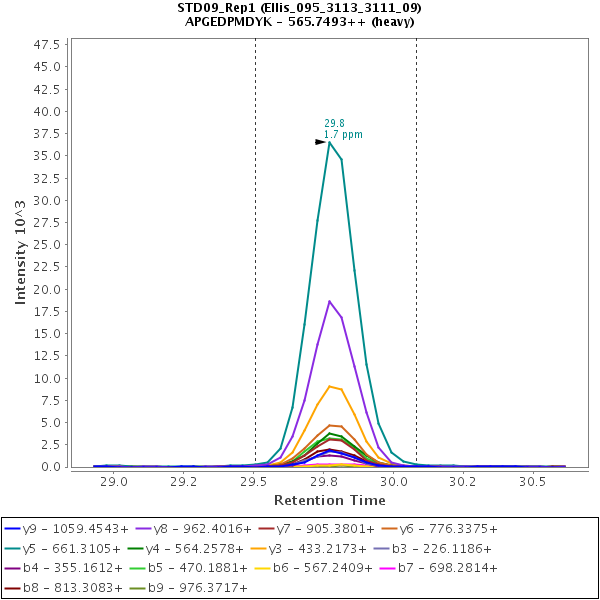 STD09_Rep1 (Ellis_095_3113_3111_09)
APGEDPMDYK - 565.7493++ (heavy)
47.5
45.0
42.5
40.0
37.5
35.0
32.5
30.0
27.5
25.0
22.5
20.0
17.5
15.0
12.5
10.0
7.5
5.0
2.5
0.0
Intensity 10^3
29.8
1.7 ppm
29.0 29.2 29.5 29.8 30.0 30.2 30.5
Retention Time
y9 - 1059.4543+ y8 - 962.4016+ y7 - 905.3801+ y6 - 776.3375+
y5 - 661.3105+ y4 - 564.2578+ y3 - 433.2173+ b3 - 226.1186+
b4 - 355.1612+ b5 - 470.1881+ b6 - 567.2409+ b7 - 698.2814+
b8 - 813.3083+ b9 - 976.3717+